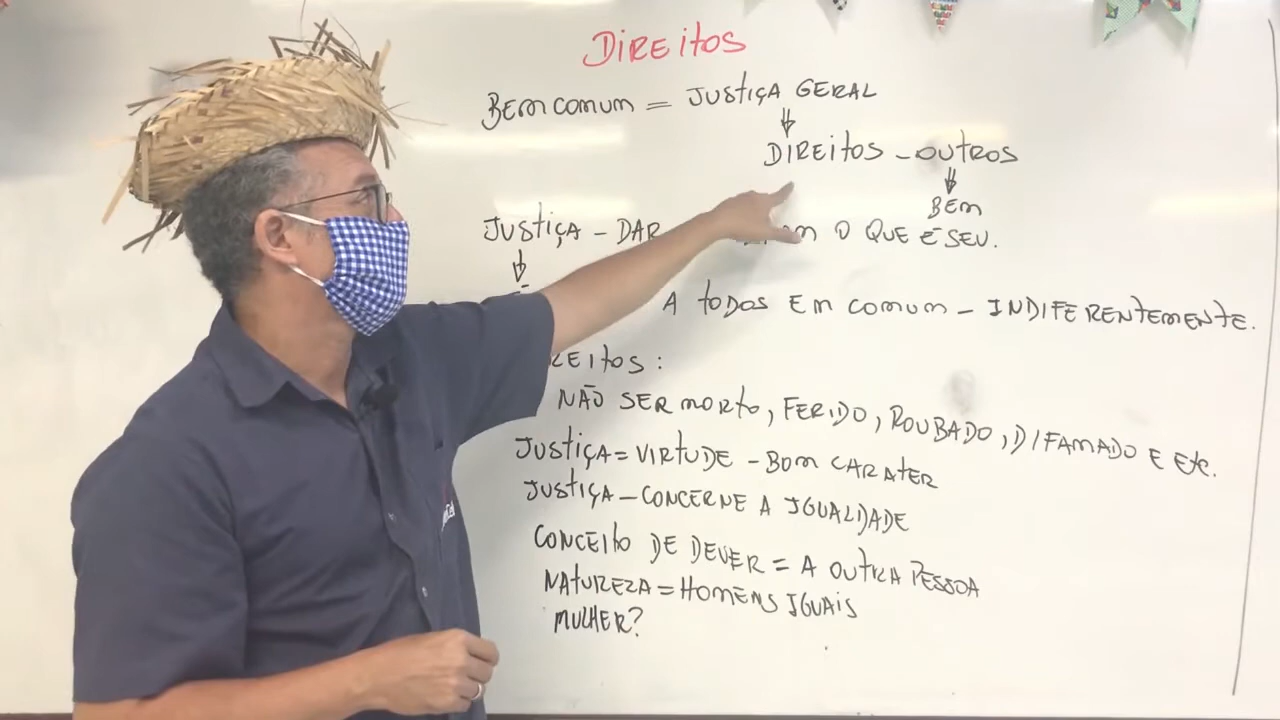 DIREITOS
BEM COMUM = JUSTIÇA GERAL
DIREITOS - OUTROS
BEM
JUSTIÇA - DAR O QUE É SEU.
A TODOS EM COMUM - INDIFERENTEMENTE.
REITOS:
NÃO SER MORTO, FERIDO, ROUBADO, DIFAMADO E ETC.
JUSTIÇA = VIRTUDE - BOM CARATER
JUSTIÇA - CONCERNE A IGUALDADE
CONCEITO DE DEVER = A OUTRA PESSOA
NATUREZA = HOMENS IGUAIS
MULHER?